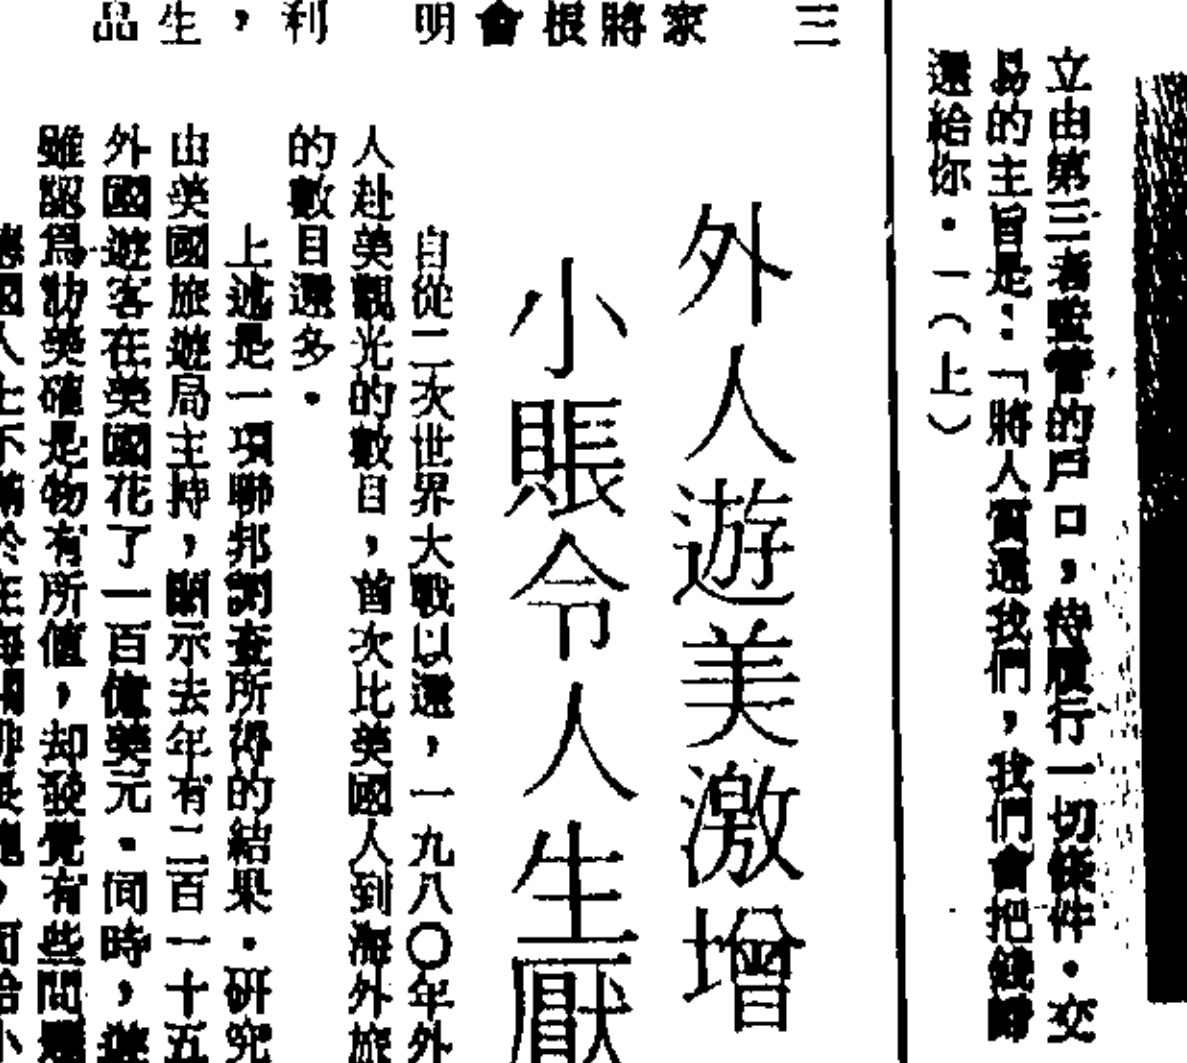 立由第三者監管的戶口，待履行一切條件。交
易的主旨是：「將人質還我們，我們會把錢歸
還給你。」（上）
三
家將根會
明
利，生品
外人遊美激增
小賬令人生厭
自從二次世界大戰以還，一九八〇年外
人赴美觀光的數目，首次比美國人到海外旅
的數目還多。
上述是一項聯邦調查所得的結果。研究
由美國旅遊局主持，顯示去年有二百一十五
外國遊客在美國花了一百億美元。同時，遊
雖認爲訪美確是物有所值，却發覺有些問題